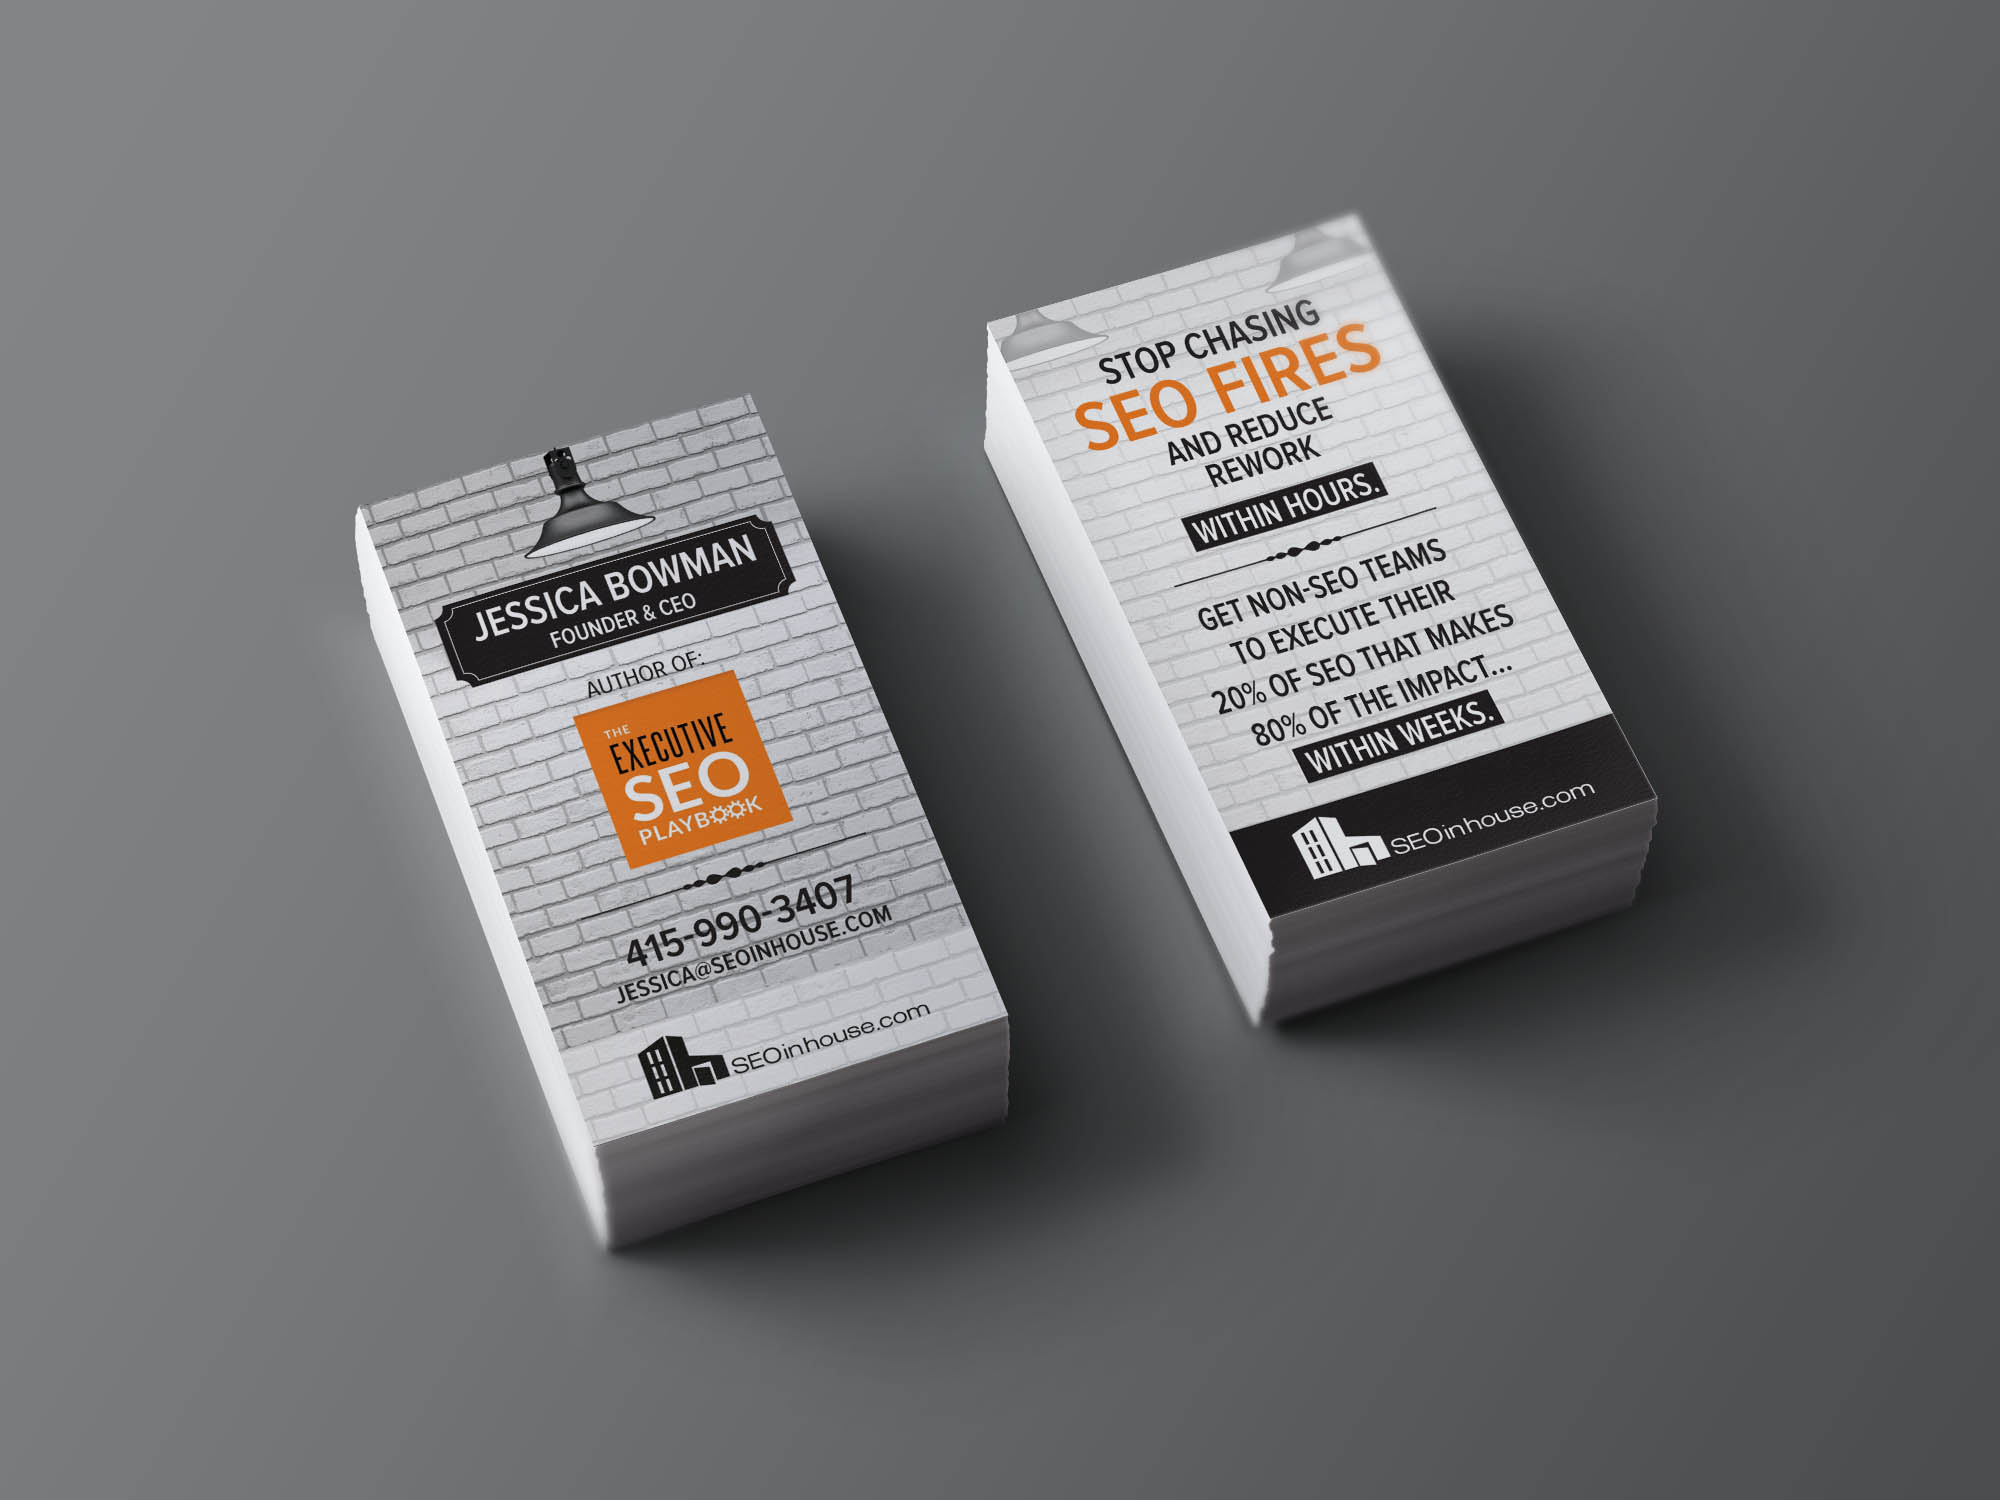 JESSICA BOWMAN
FOUNDER & CEO
AUTHOR OF:
THE
EXECUTIVE
SEO
PLAYBOOK
415-990-3407
JESSICA@SEOINHOUSE.COM
SEOinhouse.com
STOP CHASING
SEO FIRES
AND REDUCE
REWORK
WITHIN HOURS.
GET NON-SEO TEAMS
TO EXECUTE THEIR
20% OF SEO THAT MAKES
80% OF THE IMPACT...
WITHIN WEEKS.
SEOinhouse.com